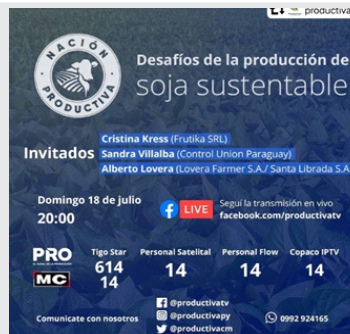 productiva
NACIÓN PRODUCTIVA
Desafíos de la producción de
soja sustentable
Invitados
Cristina Kress (Frutika SRL)
Sandra Villalba (Control Union Paraguay)
Alberto Lovera (Lovera Farmer S.A./ Santa Librada S.A
Domingo 18 de julio
20:00
LIVE
Seguí la transmisión en vivo
facebook.com/productivatv
PRO
MC
Tigo Star
614
14
Personal Satelital
14
Personal Flow
14
Copaco IPTV
14
Comunicate con nosotros
@productivatv
@productivapy
@productivacm
0992 924165